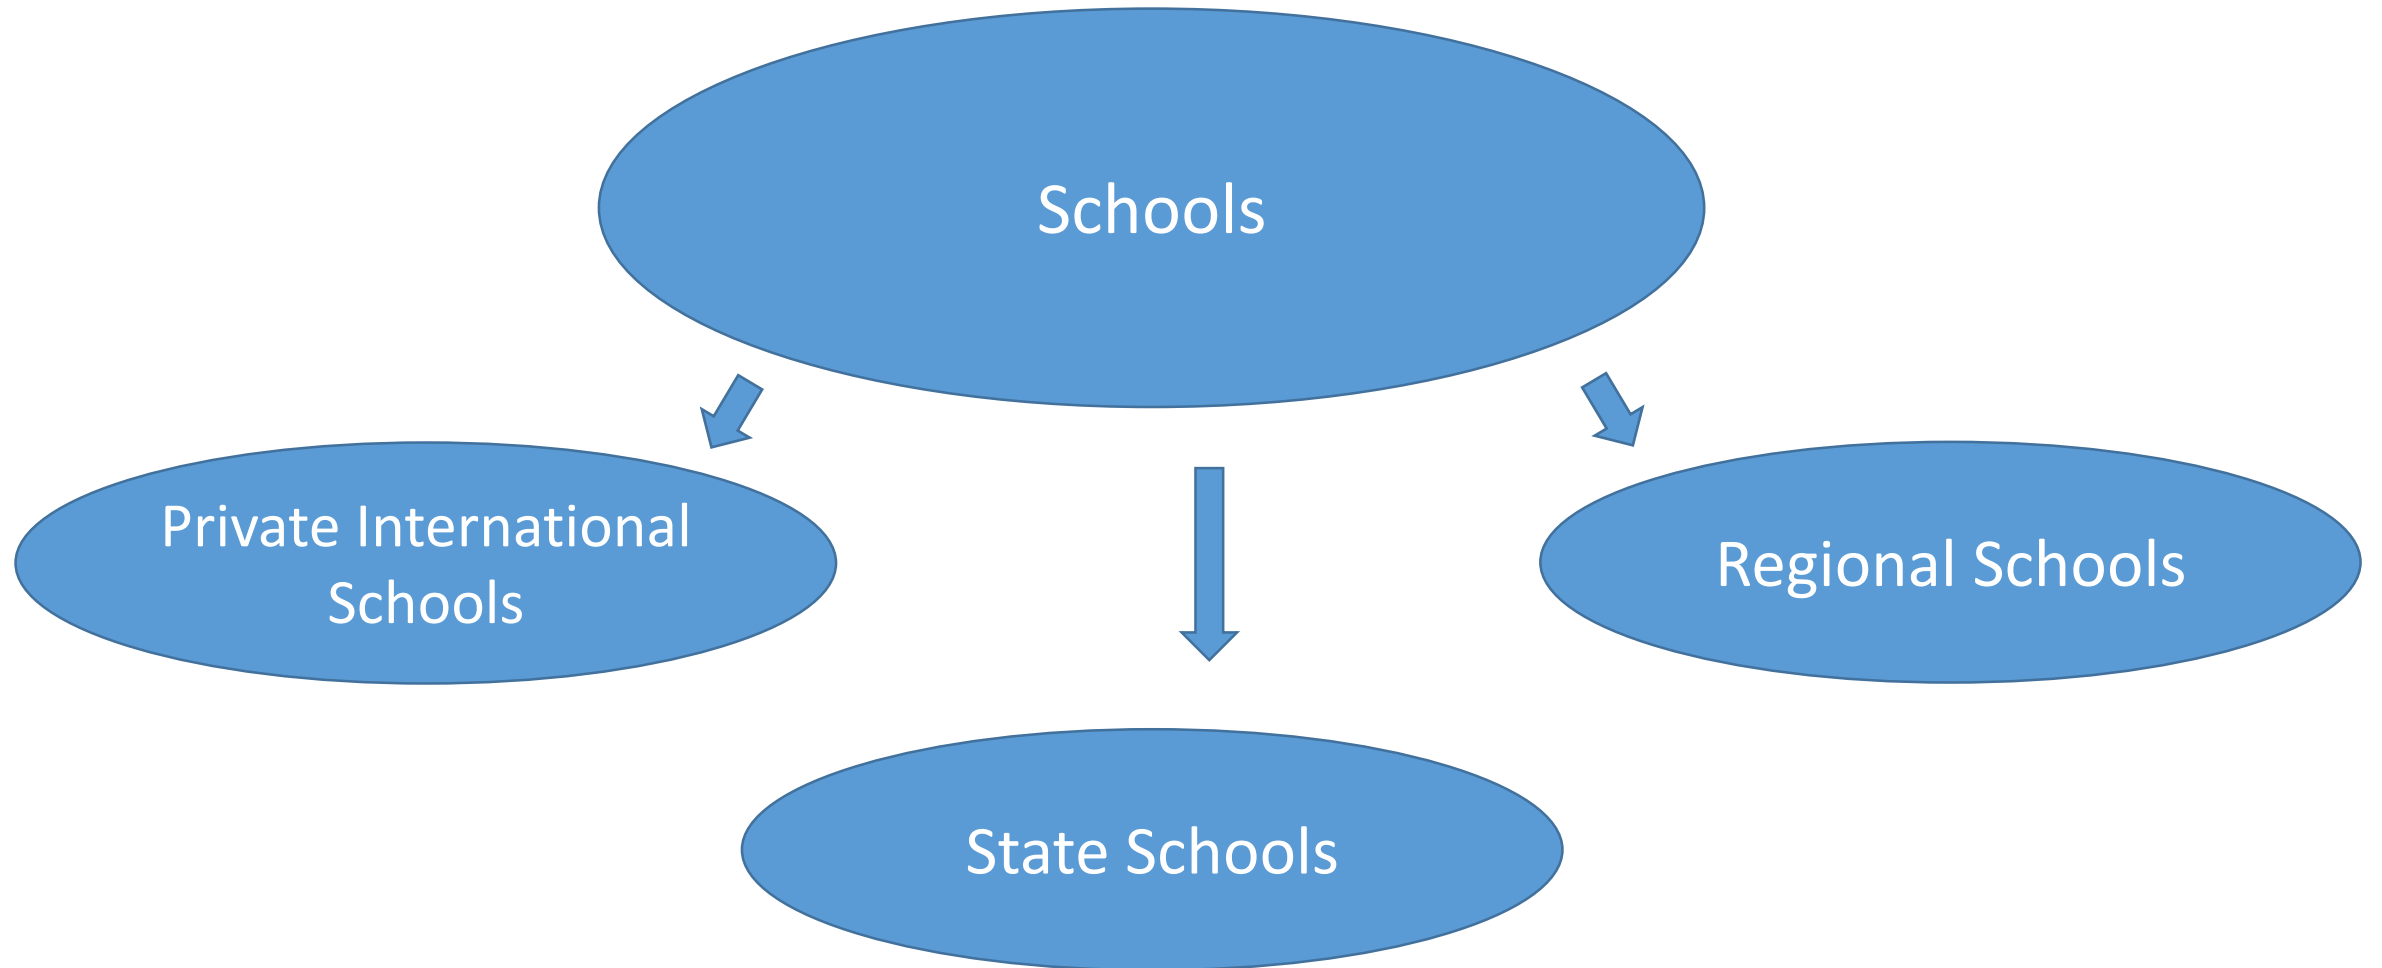 Schools
Private International
Schools
Regional Schools
State Schools